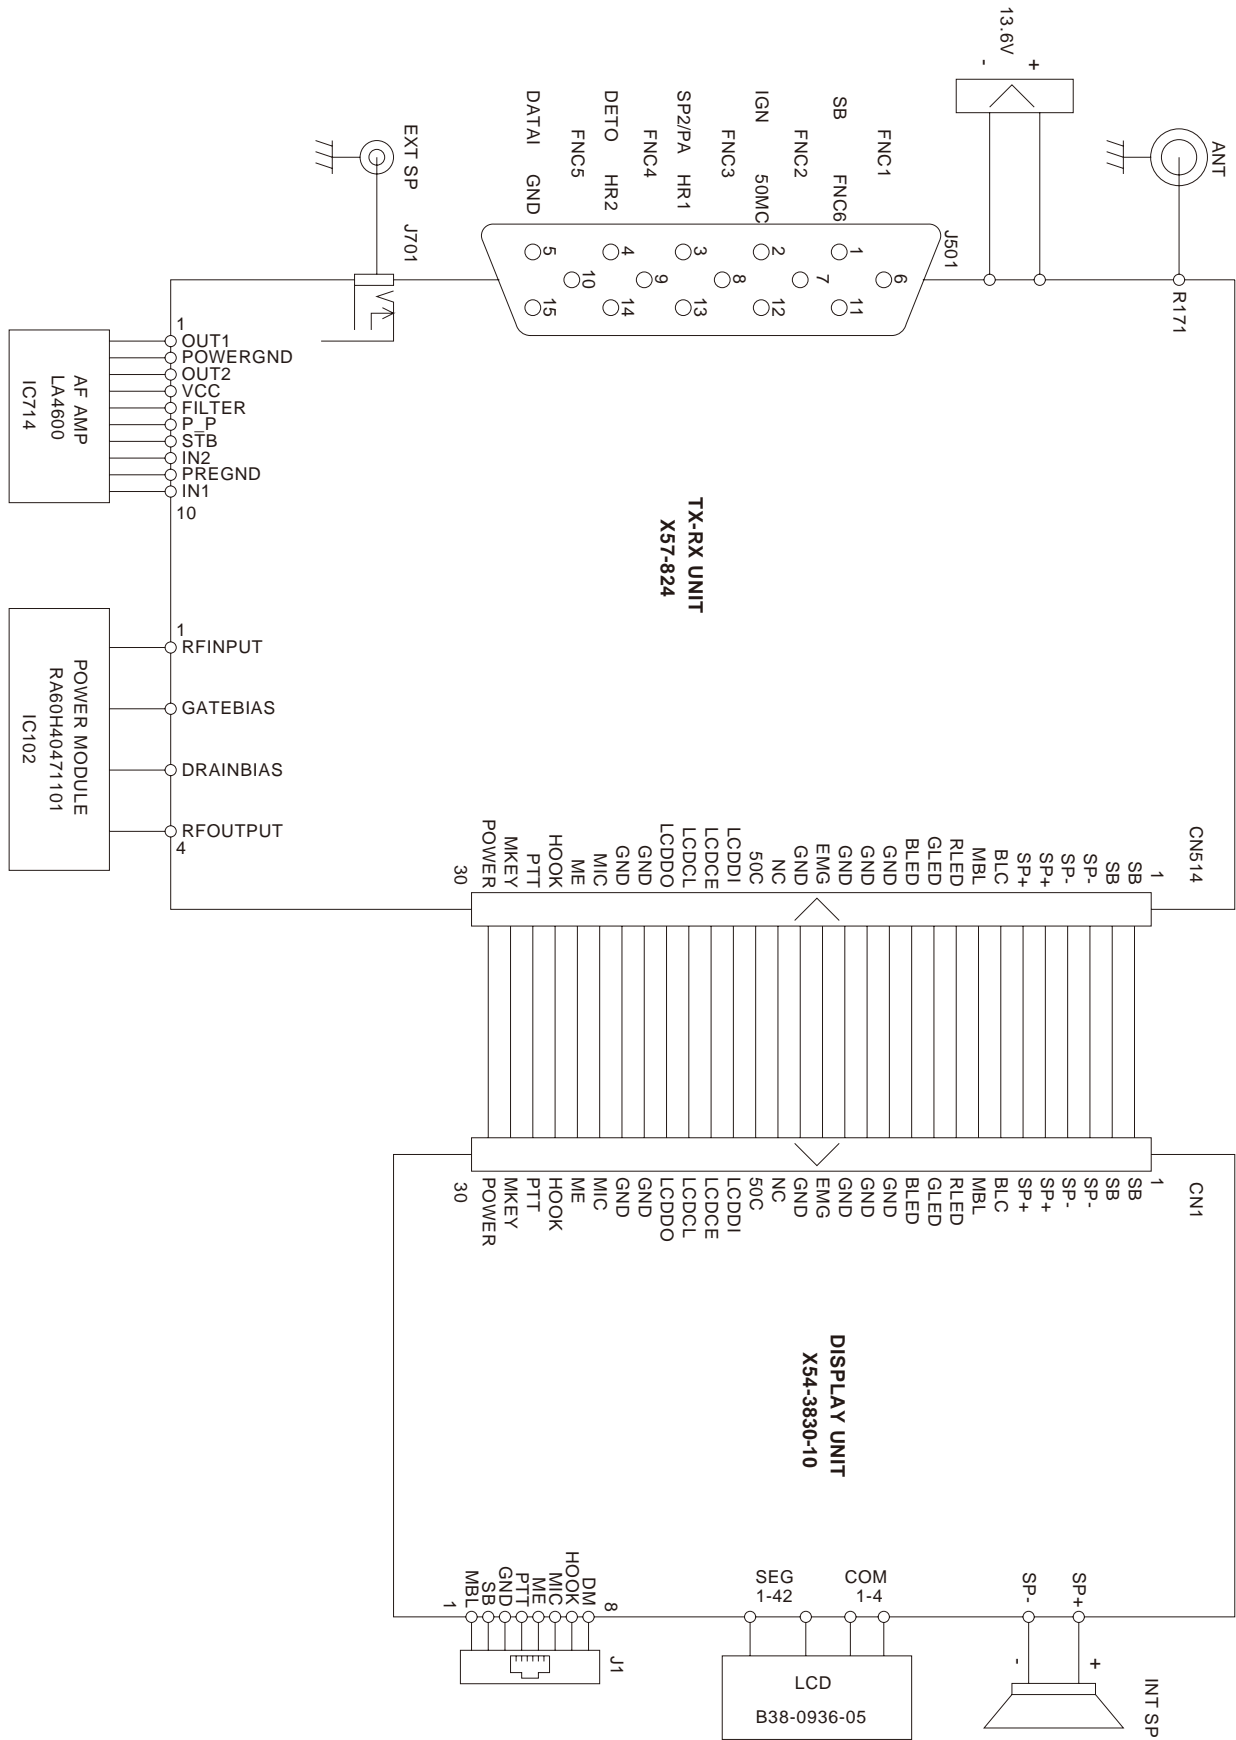 13.6V
- +
ANT
R171
J501
FNC1
SB FNC6
FNC2
IGN 50MC
FNC3
SP2/PA HR1
FNC4
DETO HR2
FNC5
DATAI GND
1
2
3
4
5
6
7
8
9
10
11
12
13
14
15
EXT SP
J701
1
OUT1
POWERGND
OUT2
VCC
FILTER
P_P
STB
IN2
PREGND
IN1
10
AF AMP
LA4600
IC714
TX-RX UNIT
X57-824
1
RFINPUT
GATEBIAS
DRAINBIAS
RFOUTPUT
4
POWER MODULE
RA60H40471101
IC102
CN514
1
SB
SB
SP-
SP-
SP+
SP+
BLC
MBL
RLED
GLED
BLED
GND
GND
GND
EMG
GND
NC
50C
LCDDI
LCDCE
LCDCL
LCDDO
GND
GND
MIC
ME
HOOK
PTT
MKEY
POWER
30
CN1
1
SB
SB
SP-
SP-
SP+
SP+
BLC
MBL
RLED
GLED
BLED
GND
GND
GND
EMG
GND
NC
50C
LCDDI
LCDCE
LCDCL
LCDDO
GND
GND
MIC
ME
HOOK
PTT
MKEY
POWER
30
DISPLAY UNIT
X54-3830-10
8
DM
HOOK
MIC
ME
PTT
GND
SB
MBL
1
J1
SEG
1-42
COM
1-4
LCD
B38-0936-05
SP-
SP+
- +
INT SP